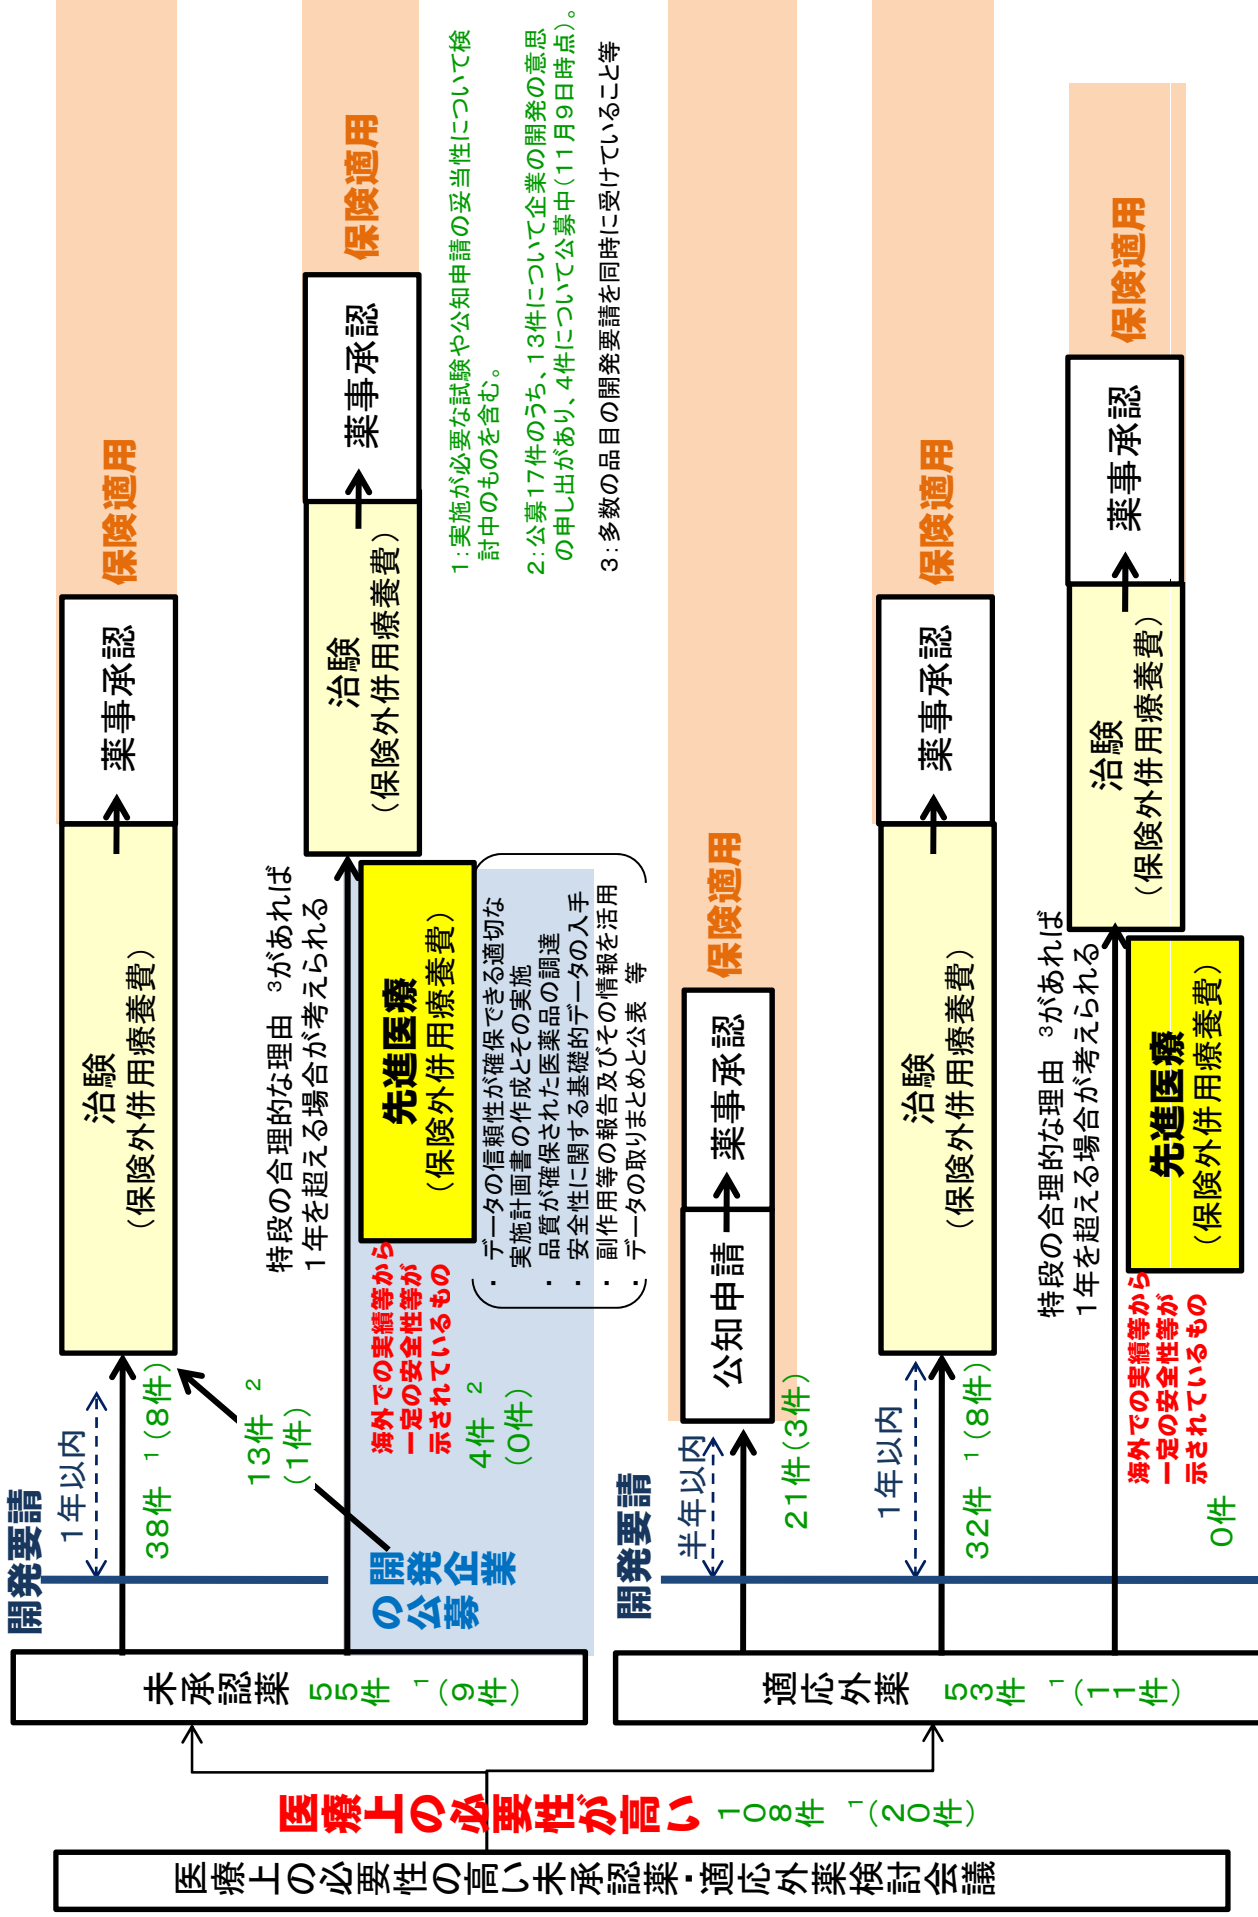 医療上の必要性の高い未承認薬・適応外薬検討会議
医療上の必要性が高い 108件 1(20件)
未承認薬 55件 1(9件)
開発要請
1年以内
38件 1(8件)
治験
(保険外併用療養費)
薬事承認
保険適用
13件 2
(1件)
開発企業
の公募
特段の合理的な理由 3があれば
1年を超える場合が考えられる
海外での実績等から
一定の安全性等が
示されているもの
4件 2
(0件)
先進医療
(保険外併用療養費)
・ データの信頼性が確保できる適切な
実施計画書の作成とその実施
・ 品質が確保された医薬品の調達
・ 安全性に関する基礎的データの入手
・ 副作用等の報告及びその情報を活用
・ データの取りまとめと公表 等
治験
(保険外併用療養費)
薬事承認
保険適用
1:実施が必要な試験や公知申請の妥当性について検
討中のものを含む。
2:公募17件のうち、13件について企業の開発の意思
の申し出があり、4件について公募中(11月9日時点)。
3:多数の品目の開発要請を同時に受けていること等
適応外薬 53件 1(11件)
開発要請
半年以内
21件(3件)
公知申請
薬事承認
保険適用
1年以内
32件 1(8件)
治験
(保険外併用療養費)
薬事承認
保険適用
特段の合理的な理由 3があれば
1年を超える場合が考えられる
海外での実績等から
一定の安全性等が
示されているもの
0件
先進医療
(保険外併用療養費)
治験
(保険外併用療養費)
薬事承認
保険適用